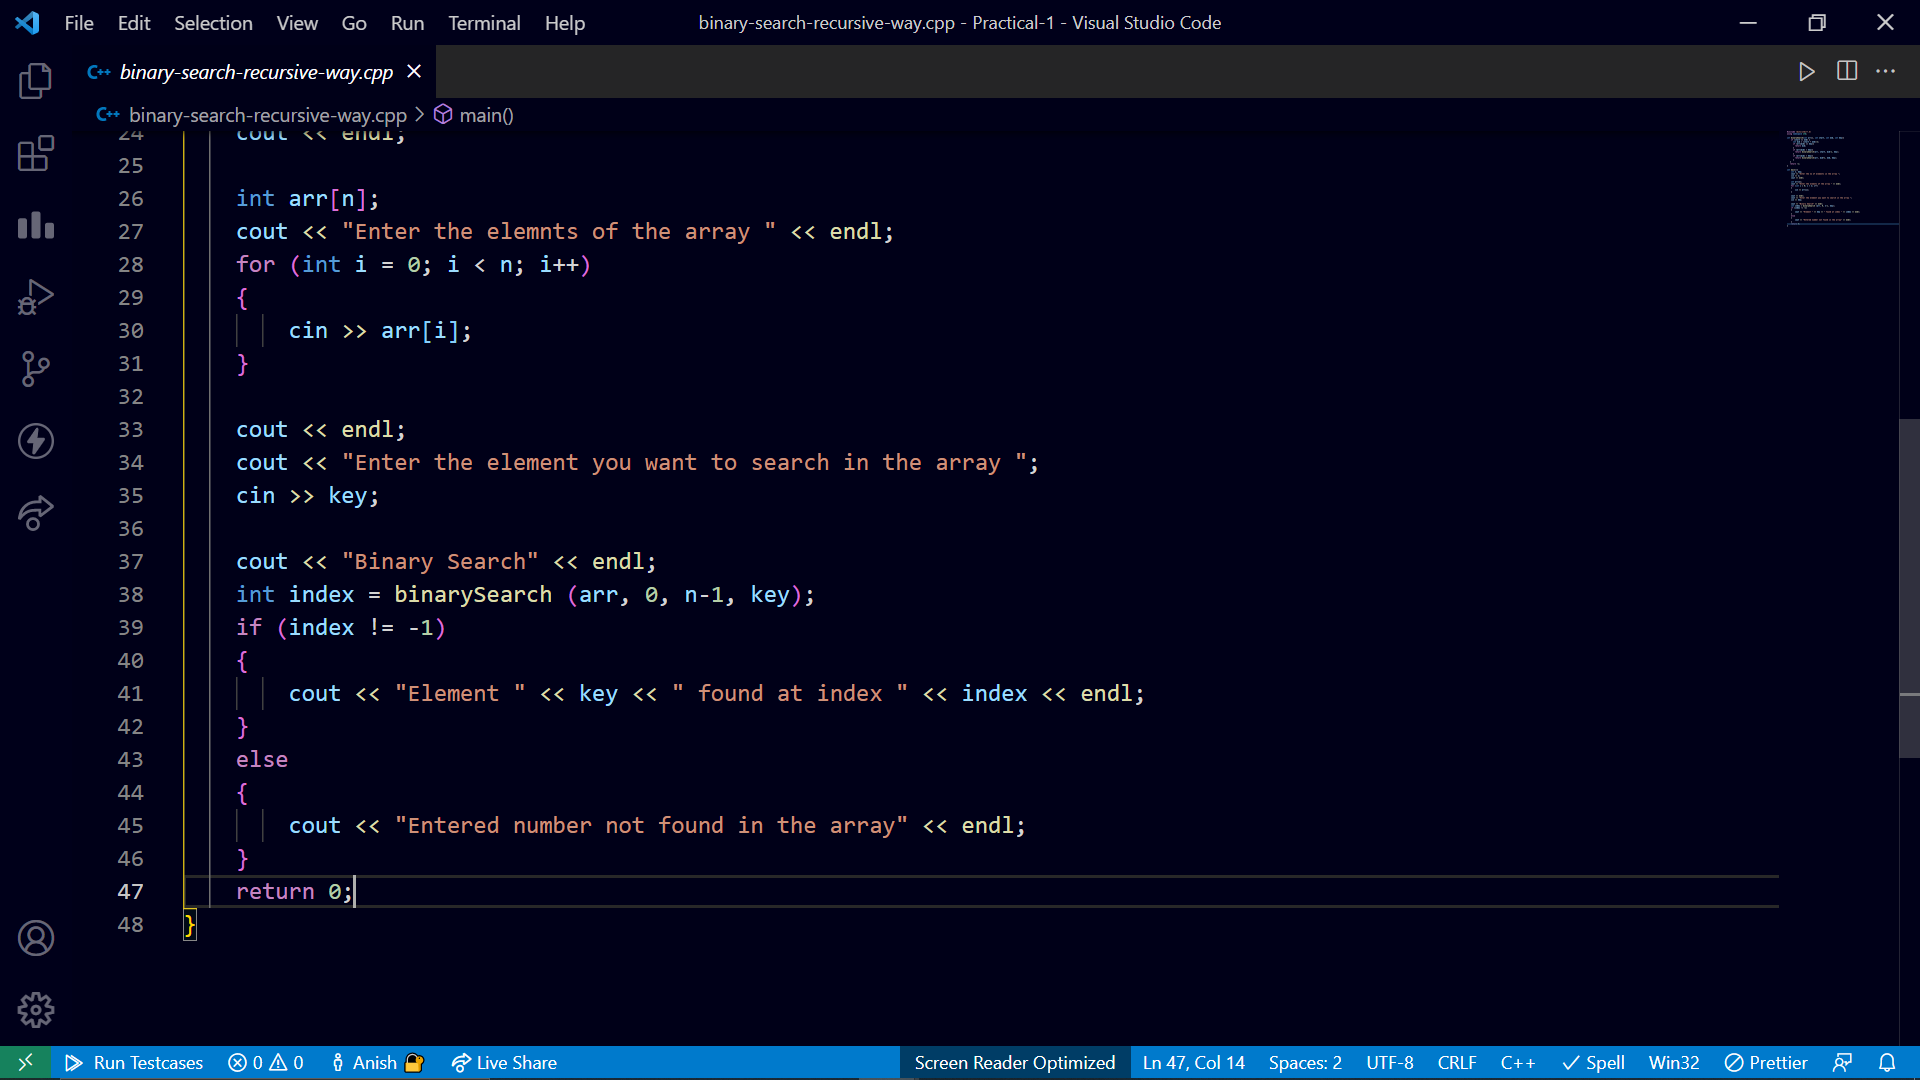 File Edit Selection View Go Run Terminal Help binary-search-recursive-way.cpp - Practical-1 - Visual Studio Code
C++ binary-search-recursive-way.cpp
C++ binary-search-recursive-way.cpp > main()
24 cout << endl;
25
26 int arr[n];
27 cout << "Enter the elemnts of the array " << endl;
28 for (int i = 0; i < n; i++)
29 {
30 cin >> arr[i];
31 }
32
33 cout << endl;
34 cout << "Enter the element you want to search in the array ";
35 cin >> key;
36
37 cout << "Binary Search" << endl;
38 int index = binarySearch (arr, 0, n-1, key);
39 if (index != -1)
40 {
41 cout << "Element " << key << " found at index " << index << endl;
42 }
43 else
44 {
45 cout << "Entered number not found in the array" << endl;
46 }
47 return 0;
48 }
Run Testcases 0 0 Anish Live Share Screen Reader Optimized Ln 47, Col 14 Spaces: 2 UTF-8 CRLF C++ Spell Win32 Prettier